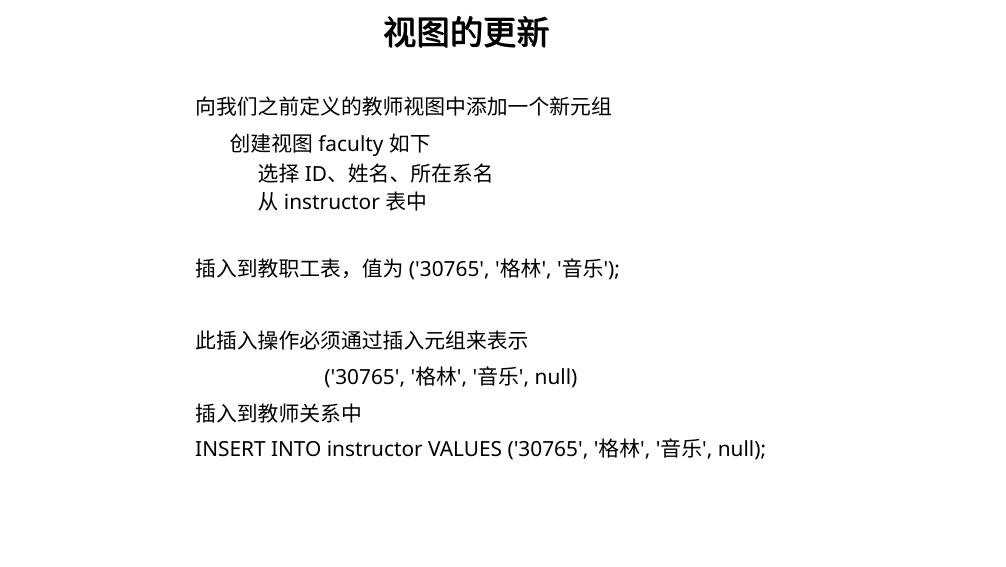 视图的更新
向我们之前定义的教师视图中添加一个新元组
创建视图 faculty 如下
选择 ID、姓名、所在系名
从 instructor 表中
插入到教职工表，值为 ('30765', '格林', '音乐');
此插入操作必须通过插入元组来表示
('30765', '格林', '音乐', null)
插入到教师关系中
INSERT INTO instructor VALUES ('30765', '格林', '音乐', null);